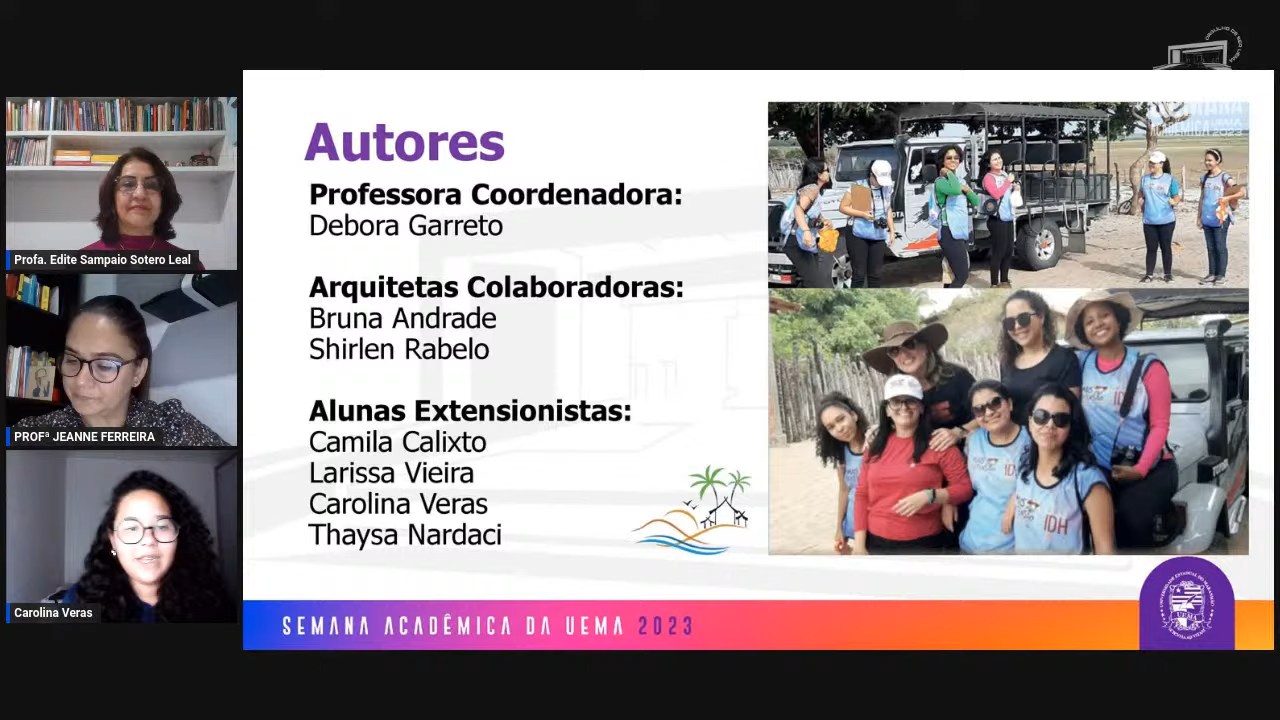 Profa. Edite Sampaio Sotero Leal
PROFª JEANNE FERREIRA
Carolina Veras
Autores
Professora Coordenadora:
Debora Garreto
Arquitetas Colaboradoras:
Bruna Andrade
Shirlen Rabelo
Alunas Extensionistas:
Camila Calixto
Larissa Vieira
Carolina Veras
Thaysa Nardaci
IDH
SEMANA ACADÊMICA DA UEMA 2023
UEMA